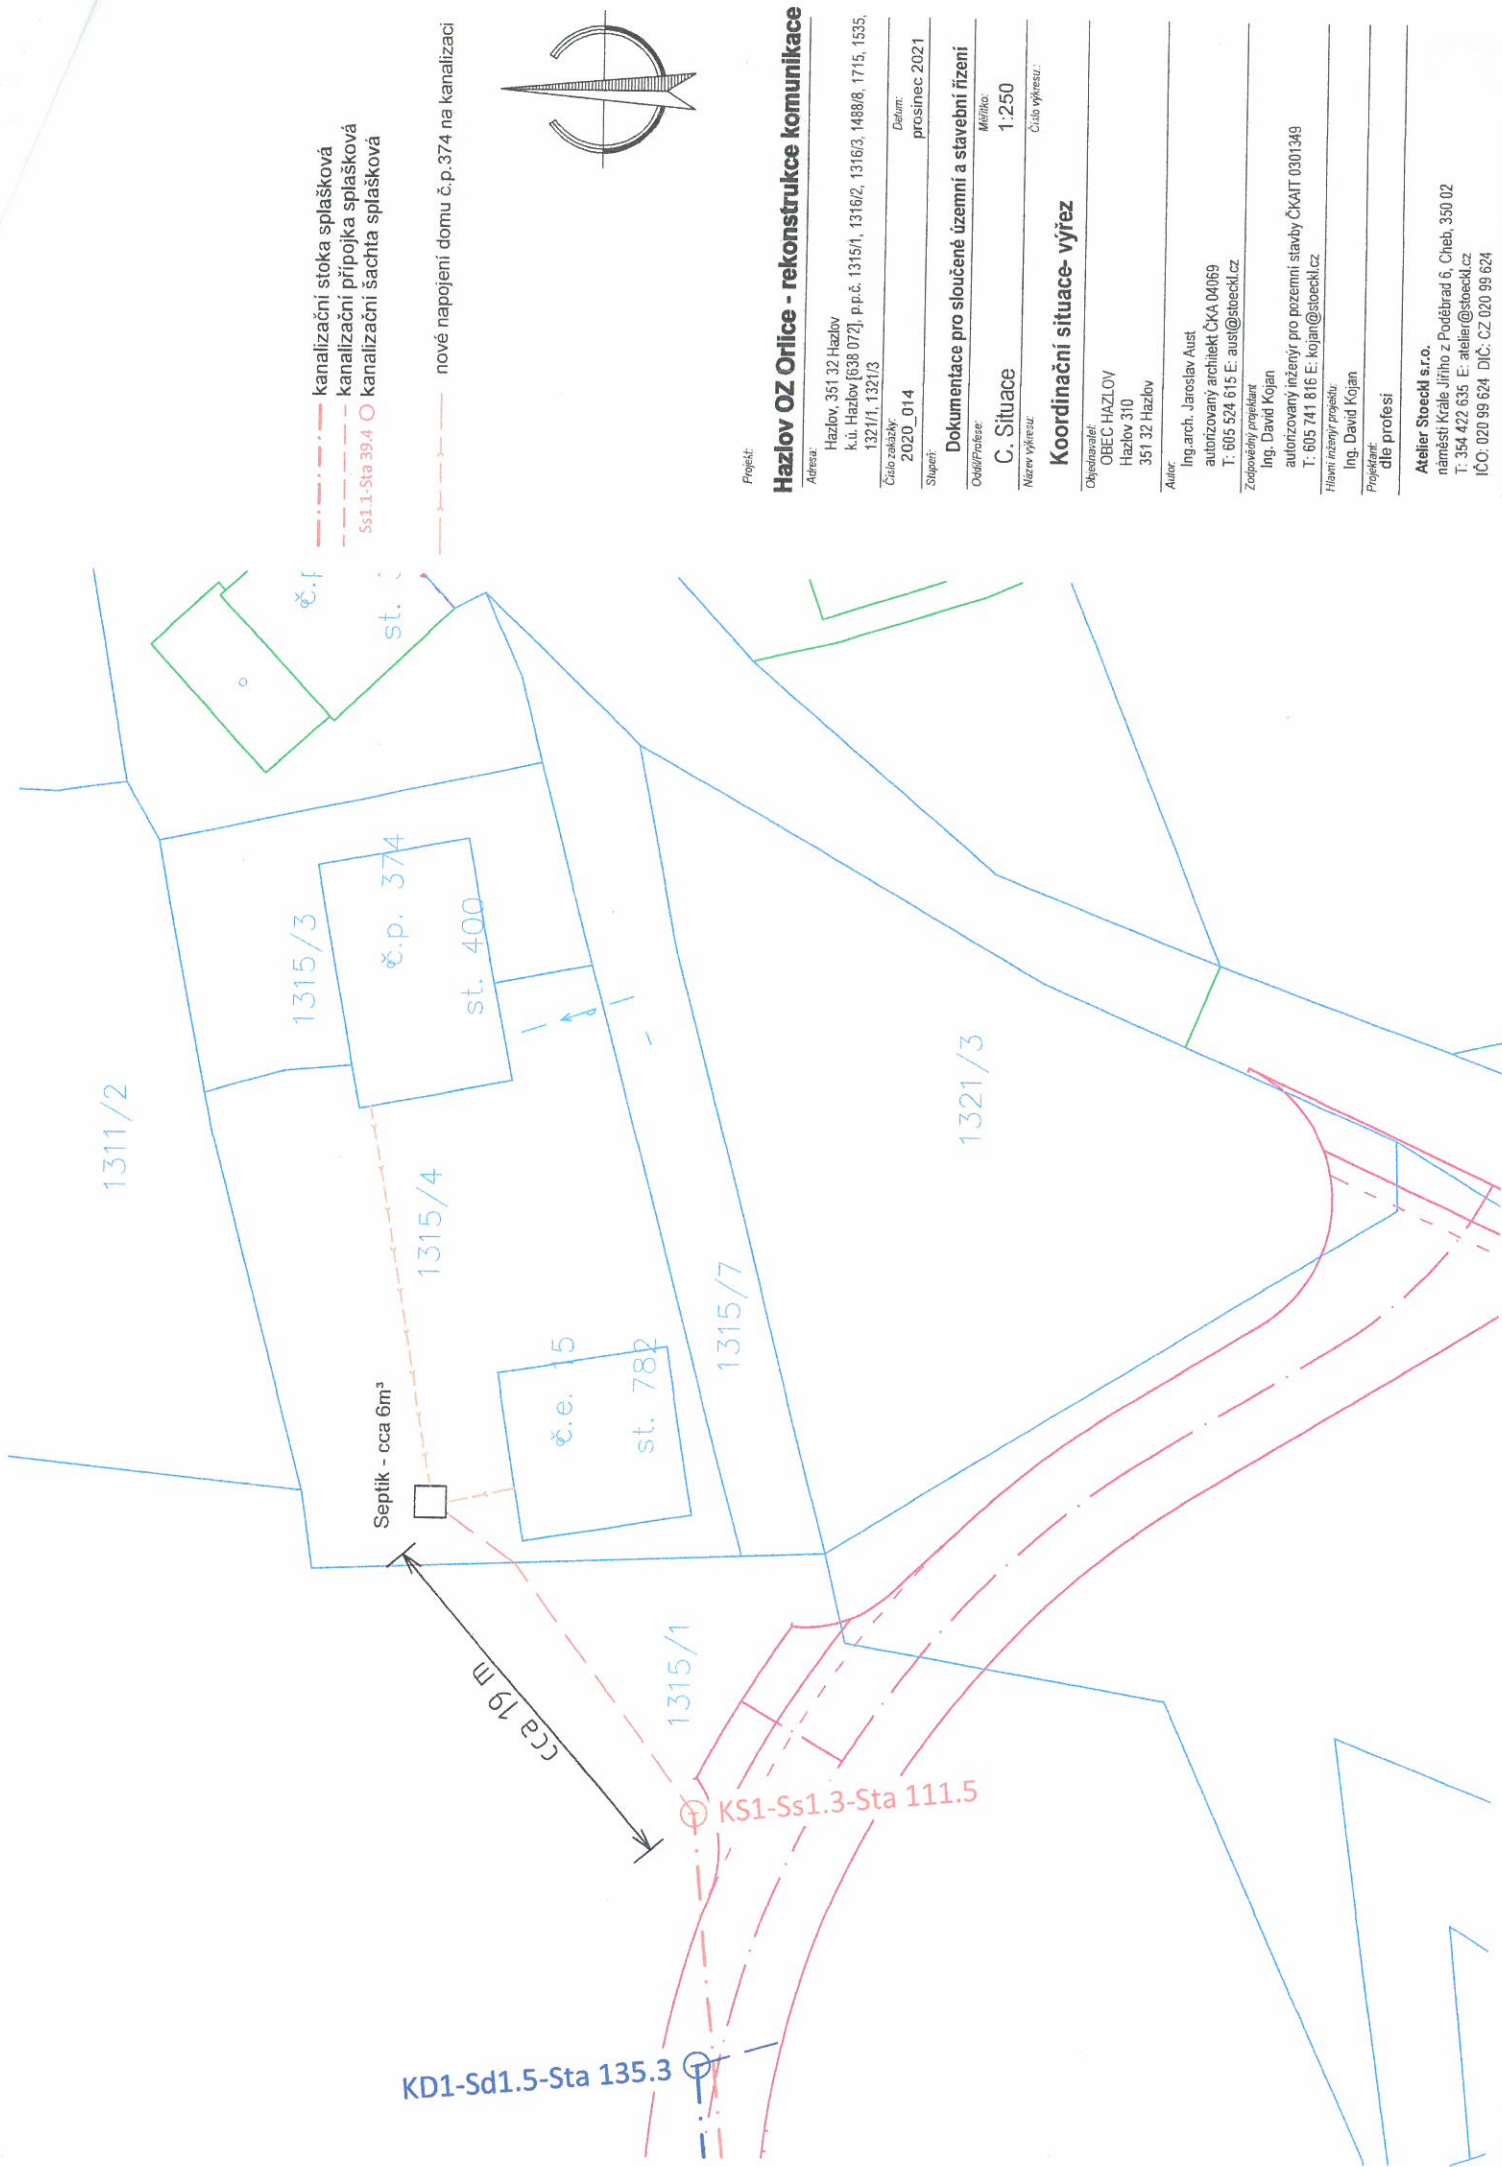 kanalizační stoka splašková
kanalizační přípojka splašková
Ss1.1-Sta 39.4 kanalizační šachta splašková
nové napojení domu č.p.374 na kanalizaci
Projekt:
Hazlov OZ Orlice - rekonstrukce komunikace
Adresa:
Hazlov, 351 32 Hazlov
k.ú. Hazlov [638 072], p.p.č. 1315/1, 1316/2, 1316/3, 1488/8, 1715, 1535,
1321/1, 1321/3
Číslo zakázky: Datum:
2020_014 prosinec 2021
Stupeň:
Dokumentace pro sloučené územní a stavební řízení
Oddíl/Profese: Měřítko:
C. Situace 1:250
Název výkresu: Číslo výkresu:
Koordinační situace- výřez
Objednavatel:
OBEC HAZLOV
Hazlov 310
351 32 Hazlov
Autor:
Ing.arch. Jaroslav Aust
autorizovaný architekt ČKA 04069
T: 605 524 615 E: aust@stoeckl.cz
Zodpovědný projektant
Ing. David Kojan
autorizovaný inženýr pro pozemní stavby ČKAIT 0301349
T: 605 741 816 E: kojan@stoeckl.cz
Hlavní inženýr projektu:
Ing. David Kojan
Projektant:
dle profesí
Atelier Stoeckl s.r.o.
náměstí Krále Jiřího z Poděbrad 6, Cheb, 350 02
T: 354 422 635 E: atelier@stoeckl.cz
IČO: 020 99 624 DIČ: CZ 020 99 624
1311/2
1315/3
č.p. 374
st. 400
č.p
st.
1315/4
Septik - cca 6m³
č.e. 15
st. 782
1315/7
1321/3
1315/1
cca 19 m
KS1-Ss1.3-Sta 111.5
KD1-Sd1.5-Sta 135.3